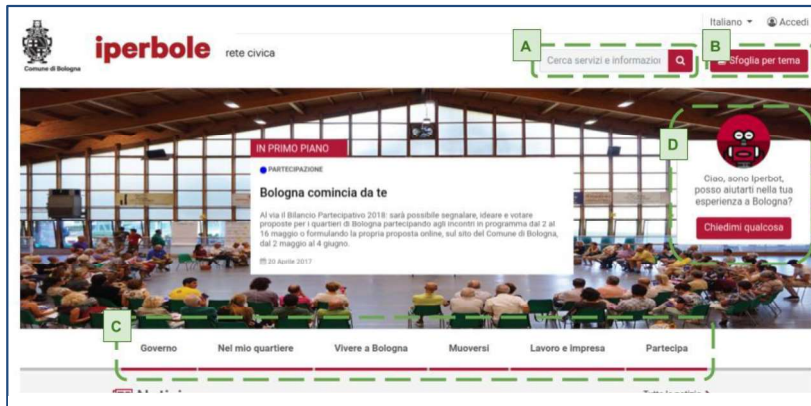 Italiano
Accedi
Comune di Bologna
iperbole
rete civica
A
Cerca servizi e informazion
B
Sfoglia per tema
D
IN PRIMO PIANO
PARTECIPAZIONE
Bologna comincia da te
Al via il Bilancio Partecipativo 2018: sarà possibile segnalare, ideare e votare
proposte per i quartieri di Bologna partecipando agli incontri in programma dal 2 al
16 maggio o formulando la propria proposta online, sul sito del Comune di Bologna,
dal 2 maggio al 4 giugno.
20 Aprile 2017
Ciao, sono Iperbot,
posso aiutarti nella tua
esperienza a Bologna?
Chiedimi qualcosa
C
Governo
Nel mio quartiere
Vivere a Bologna
Muoversi
Lavoro e impresa
Partecipa